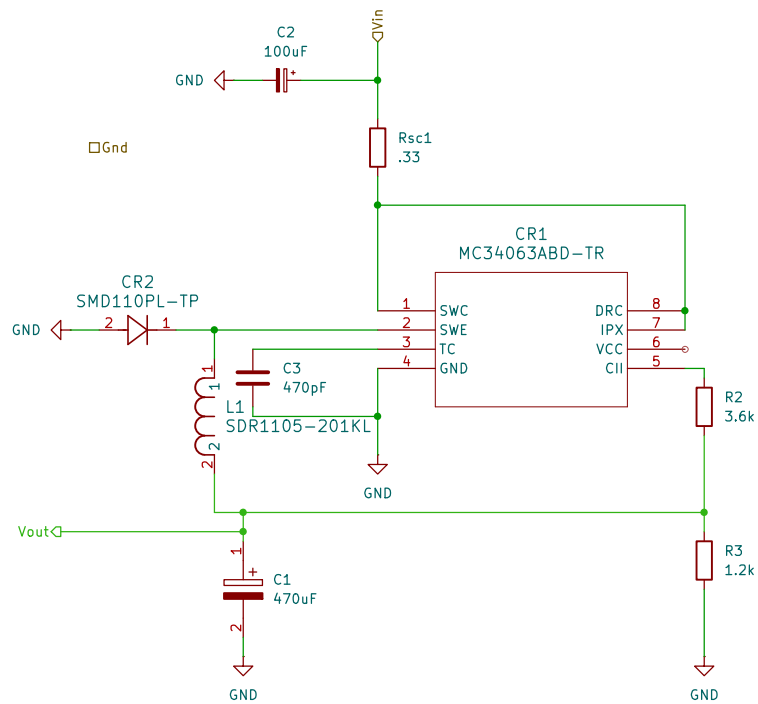 Vin
C2
100uF
+
GND
Gnd
Rsc1
.33
CR1
MC34063ABD-TR
CR2
SMD110PL-TP
GND
2
1
1
SWC
2
SWE
3
TC
4
GND
DRC
8
IPX
7
VCC
6
CII
5
1
1
C3
470pF
L1
SDR1105-201KL
2
2
R2
3.6k
GND
Vout
1
+
C1
470uF
2
R3
1.2k
GND
GND